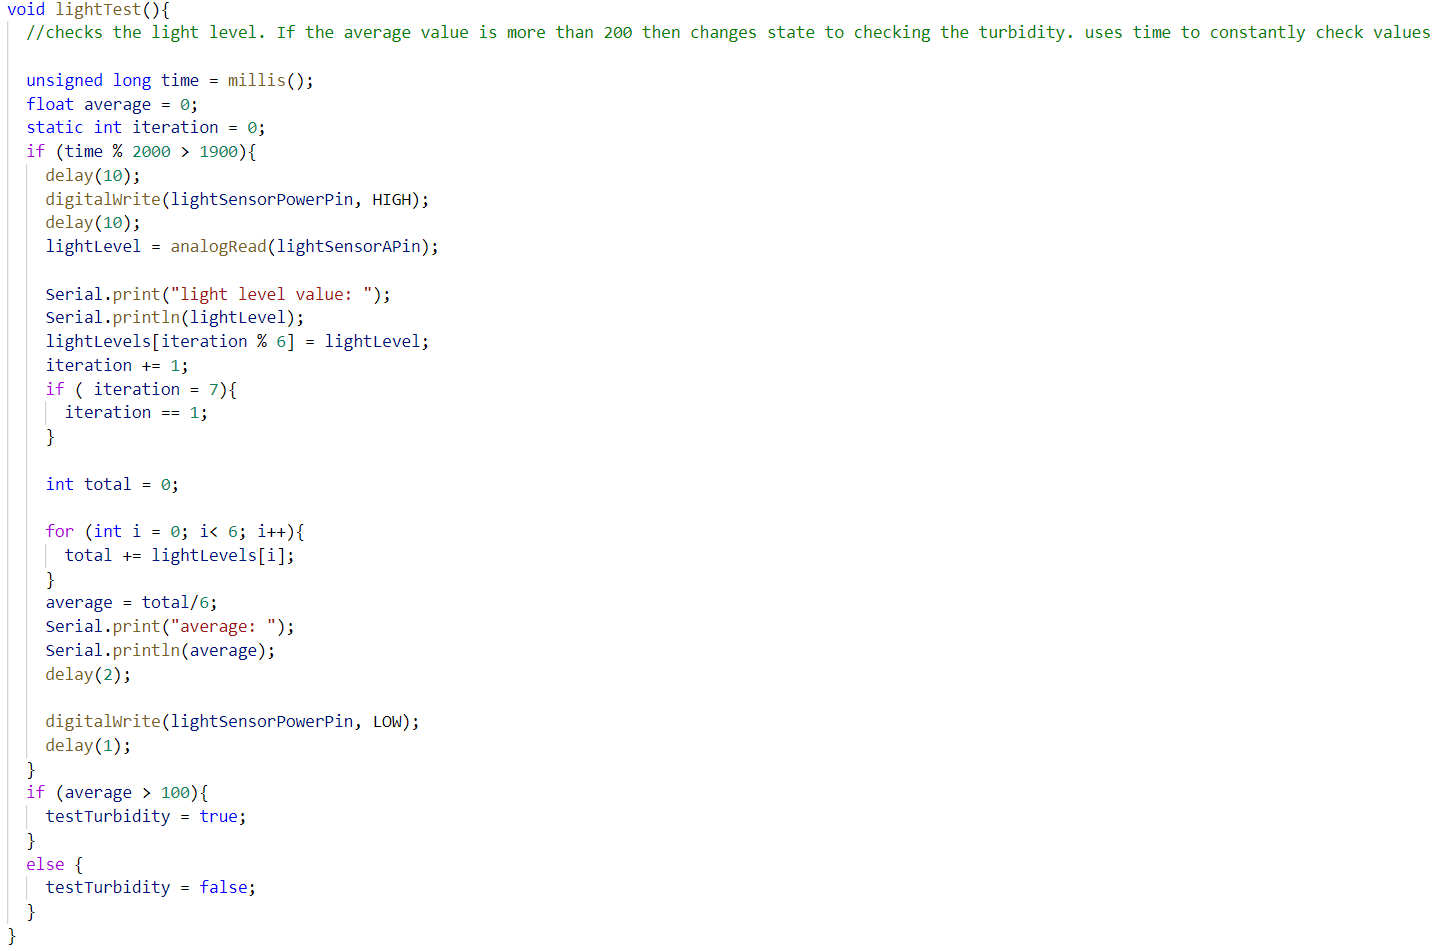 void lightTest(){
//checks the light level. If the average value is more than 200 then changes state to checking the turbidity. uses time to constantly check values
unsigned long time = millis();
float average = 0;
static int iteration = 0;
if (time % 2000 > 1900){
delay(10);
digitalWrite(lightSensorPowerPin, HIGH);
delay(10);
lightLevel = analogRead(lightSensorAPin);
Serial.print("light level value: ");
Serial.println(lightLevel);
lightLevels[iteration % 6] = lightLevel;
iteration += 1;
if ( iteration = 7){
iteration == 1;
}
int total = 0;
for (int i = 0; i< 6; i++){
total += lightLevels[i];
}
average = total/6;
Serial.print("average: ");
Serial.println(average);
delay(2);
digitalWrite(lightSensorPowerPin, LOW);
delay(1);
}
if (average > 100){
testTurbidity = true;
}
else {
testTurbidity = false;
}
}